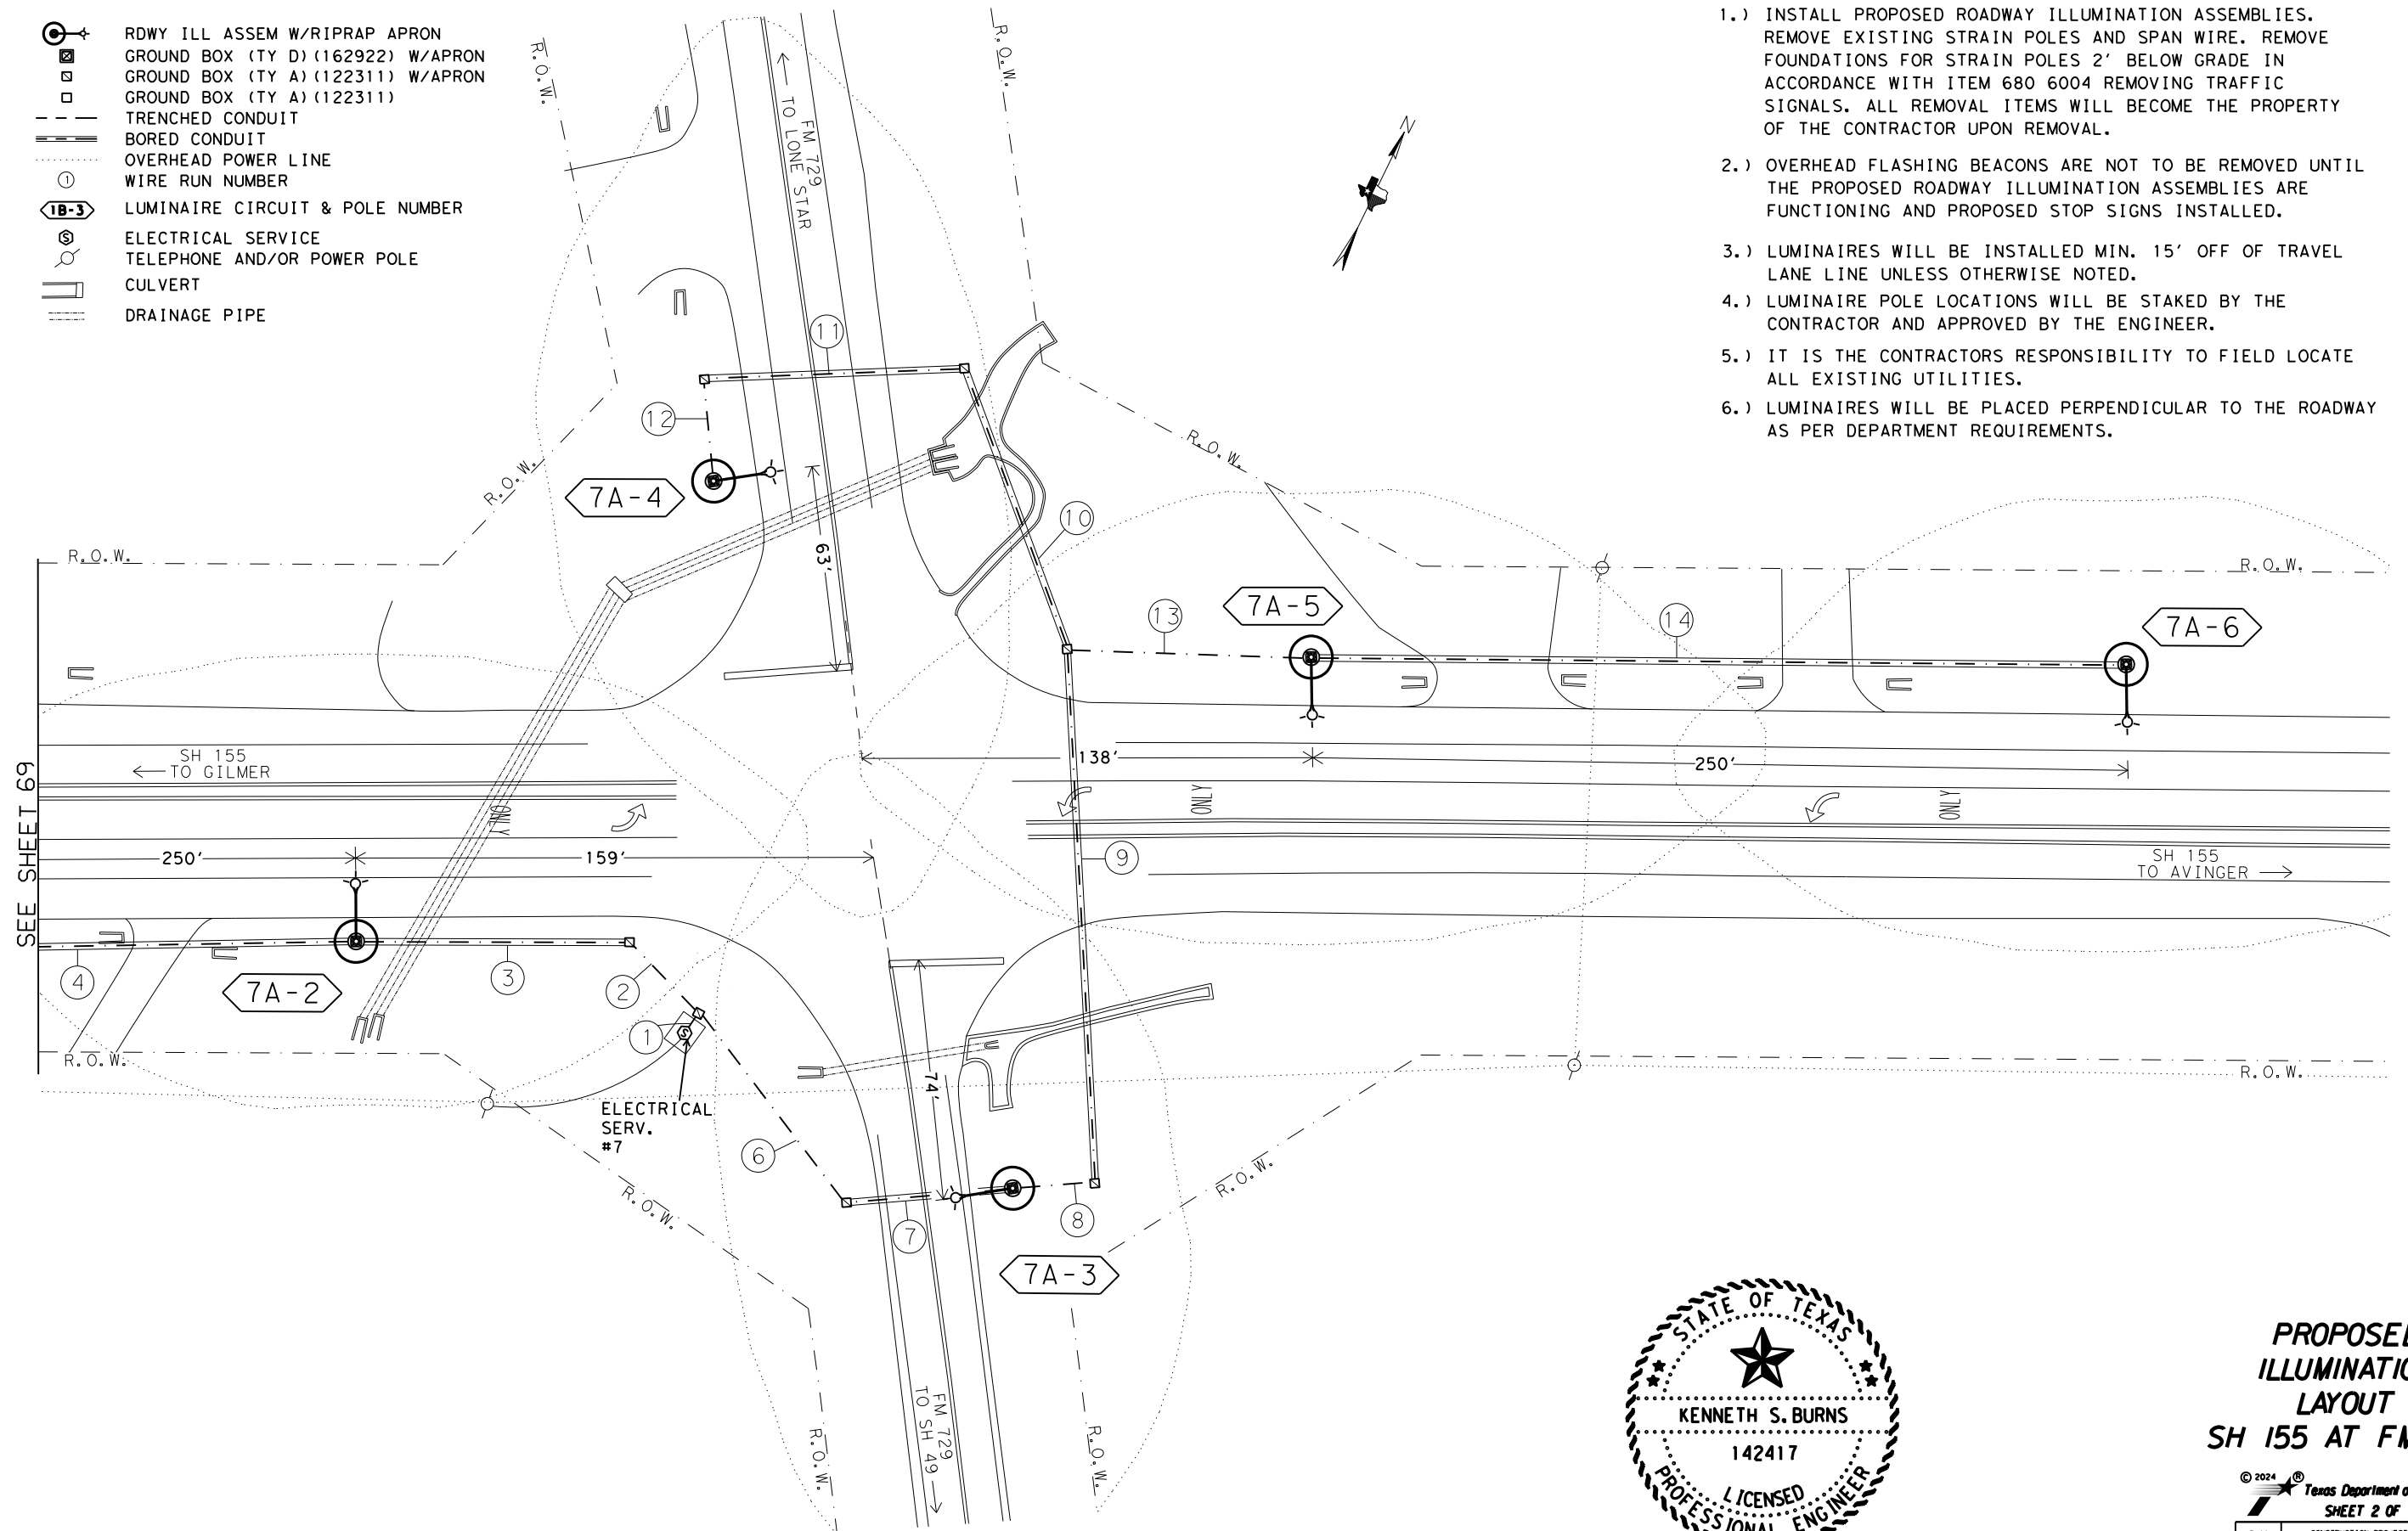 RDWY ILL ASSEM W/RIPRAP APRON
GROUND BOX (TY D)(162922) W/APRON
GROUND BOX (TY A)(122311) W/APRON
GROUND BOX (TY A)(122311)
TRENCHED CONDUIT
BORED CONDUIT
OVERHEAD POWER LINE
1 WIRE RUN NUMBER
1B-3 LUMINAIRE CIRCUIT & POLE NUMBER
S ELECTRICAL SERVICE
TELEPHONE AND/OR POWER POLE
CULVERT
DRAINAGE PIPE
1.) INSTALL PROPOSED ROADWAY ILLUMINATION ASSEMBLIES.
REMOVE EXISTING STRAIN POLES AND SPAN WIRE. REMOVE
FOUNDATIONS FOR STRAIN POLES 2' BELOW GRADE IN
ACCORDANCE WITH ITEM 680 6004 REMOVING TRAFFIC
SIGNALS. ALL REMOVAL ITEMS WILL BECOME THE PROPERTY
OF THE CONTRACTOR UPON REMOVAL.
2.) OVERHEAD FLASHING BEACONS ARE NOT TO BE REMOVED UNTIL
THE PROPOSED ROADWAY ILLUMINATION ASSEMBLIES ARE
FUNCTIONING AND PROPOSED STOP SIGNS INSTALLED.
3.) LUMINAIRES WILL BE INSTALLED MIN. 15' OFF OF TRAVEL
LANE LINE UNLESS OTHERWISE NOTED.
4.) LUMINAIRE POLE LOCATIONS WILL BE STAKED BY THE
CONTRACTOR AND APPROVED BY THE ENGINEER.
5.) IT IS THE CONTRACTORS RESPONSIBILITY TO FIELD LOCATE
ALL EXISTING UTILITIES.
6.) LUMINAIRES WILL BE PLACED PERPENDICULAR TO THE ROADWAY
AS PER DEPARTMENT REQUIREMENTS.
R.O.W.
R.O.W.
FM 729
TO LONE STAR
N
11
12
R.O.W.
R.O.W.
7A-4
10
63'
R.O.W.
R.O.W.
7A-5
13
14
7A-6
SEE SHEET 69
SH 155
TO GILMER
138'
250'
ONLY
ONLY
ONLY
250'
159'
9
SH 155
TO AVINGER
4
7A-2
3
2
1
S
R.O.W.
R.O.W.
74'
ELECTRICAL
SERV.
#7
6
7
8
R.O.W.
R.O.W.
7A-3
FM 729
TO SH 49
R.O.W.
R.O.W.
STATE OF TEXAS
KENNETH S. BURNS
142417
LICENSED
PROFESSIONAL ENGINEER
LAYOUT
© 2024 ®
SHEET 2 OF